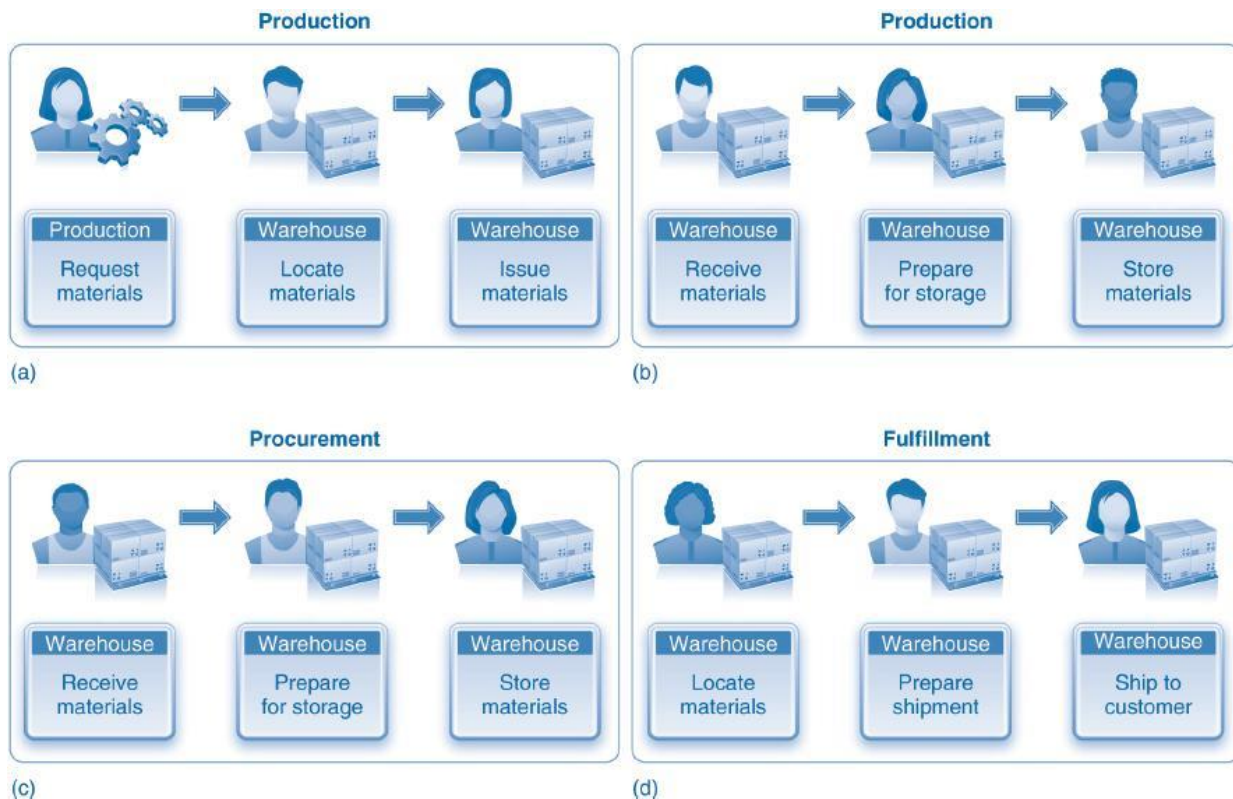 Production
Production
Warehouse
Warehouse
Production
Request
materials
Locate
materials
Issue
materials
(a)
Warehouse
Warehouse
Warehouse
Receive
materials
Prepare
for storage
Store
materials
(b)
Procurement
Warehouse
Warehouse
Warehouse
Receive
materials
Prepare
for storage
Store
materials
(c)
Fulfillment
Warehouse
Warehouse
Warehouse
Locate
materials
Prepare
shipment
Ship to
customer
(d)